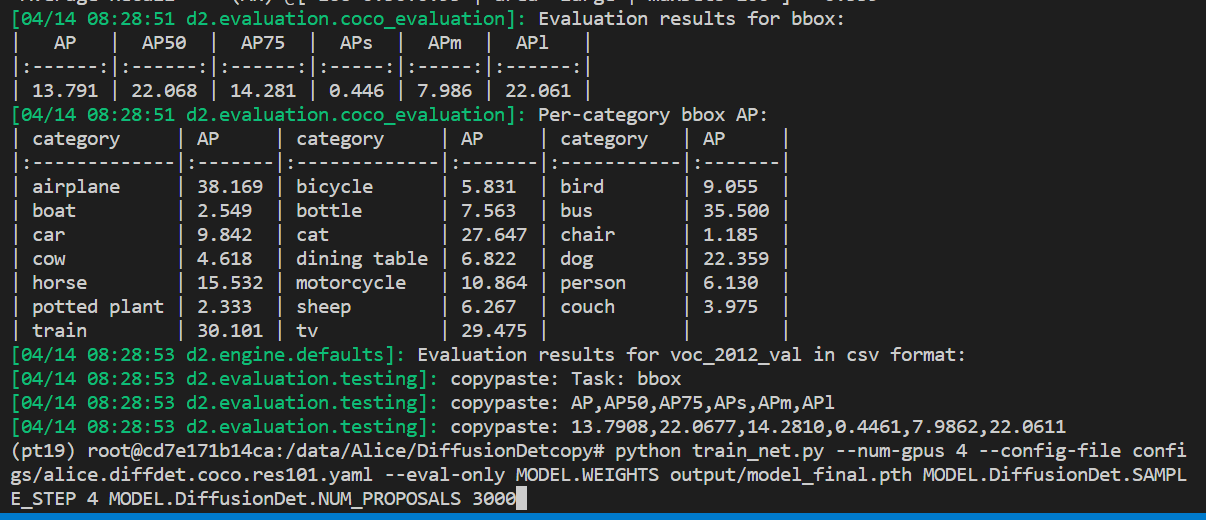 [04/14 08:28:51 d2.evaluation.coco_evaluation]: Evaluation results for bbox:
|   AP   |  AP50  |  AP75  |  APs  |  APm  |  APl   |
|:------:|:------:|:------:|:-----:|:-----:|:------:|
| 13.791 | 22.068 | 14.281 | 0.446 | 7.986 | 22.061 |
[04/14 08:28:51 d2.evaluation.coco_evaluation]: Per-category bbox AP:
| category     | AP     | category     | AP     | category   | AP     |
|:-------------|:-------|:-------------|:-------|:-----------|:-------|
| airplane     | 38.169 | bicycle      | 5.831  | bird       | 9.055  |
| boat         | 2.549  | bottle       | 7.563  | bus        | 35.500 |
| car          | 9.842  | cat          | 27.647 | chair      | 1.185  |
| cow          | 4.618  | dining table | 6.822  | dog        | 22.359 |
| horse        | 15.532 | motorcycle   | 10.864 | person     | 6.130  |
| potted plant | 2.333  | sheep        | 6.267  | couch      | 3.975  |
| train        | 30.101 | tv           | 29.475 |            |        |
[04/14 08:28:53 d2.engine.defaults]: Evaluation results for voc_2012_val in csv format:
[04/14 08:28:53 d2.evaluation.testing]: copypaste: Task: bbox
[04/14 08:28:53 d2.evaluation.testing]: copypaste: AP,AP50,AP75,APs,APm,APl
[04/14 08:28:53 d2.evaluation.testing]: copypaste: 13.7908,22.0677,14.2810,0.4461,7.9862,22.0611
(pt19) root@cd7e171b14ca:/data/Alice/DiffusionDetcopy# python train_net.py --num-gpus 4 --config-file confi
gs/alice.diffdet.coco.res101.yaml --eval-only MODEL.WEIGHTS output/model_final.pth MODEL.DiffusionDet.SAMPL
E_STEP 4 MODEL.DiffusionDet.NUM_PROPOSALS 3000